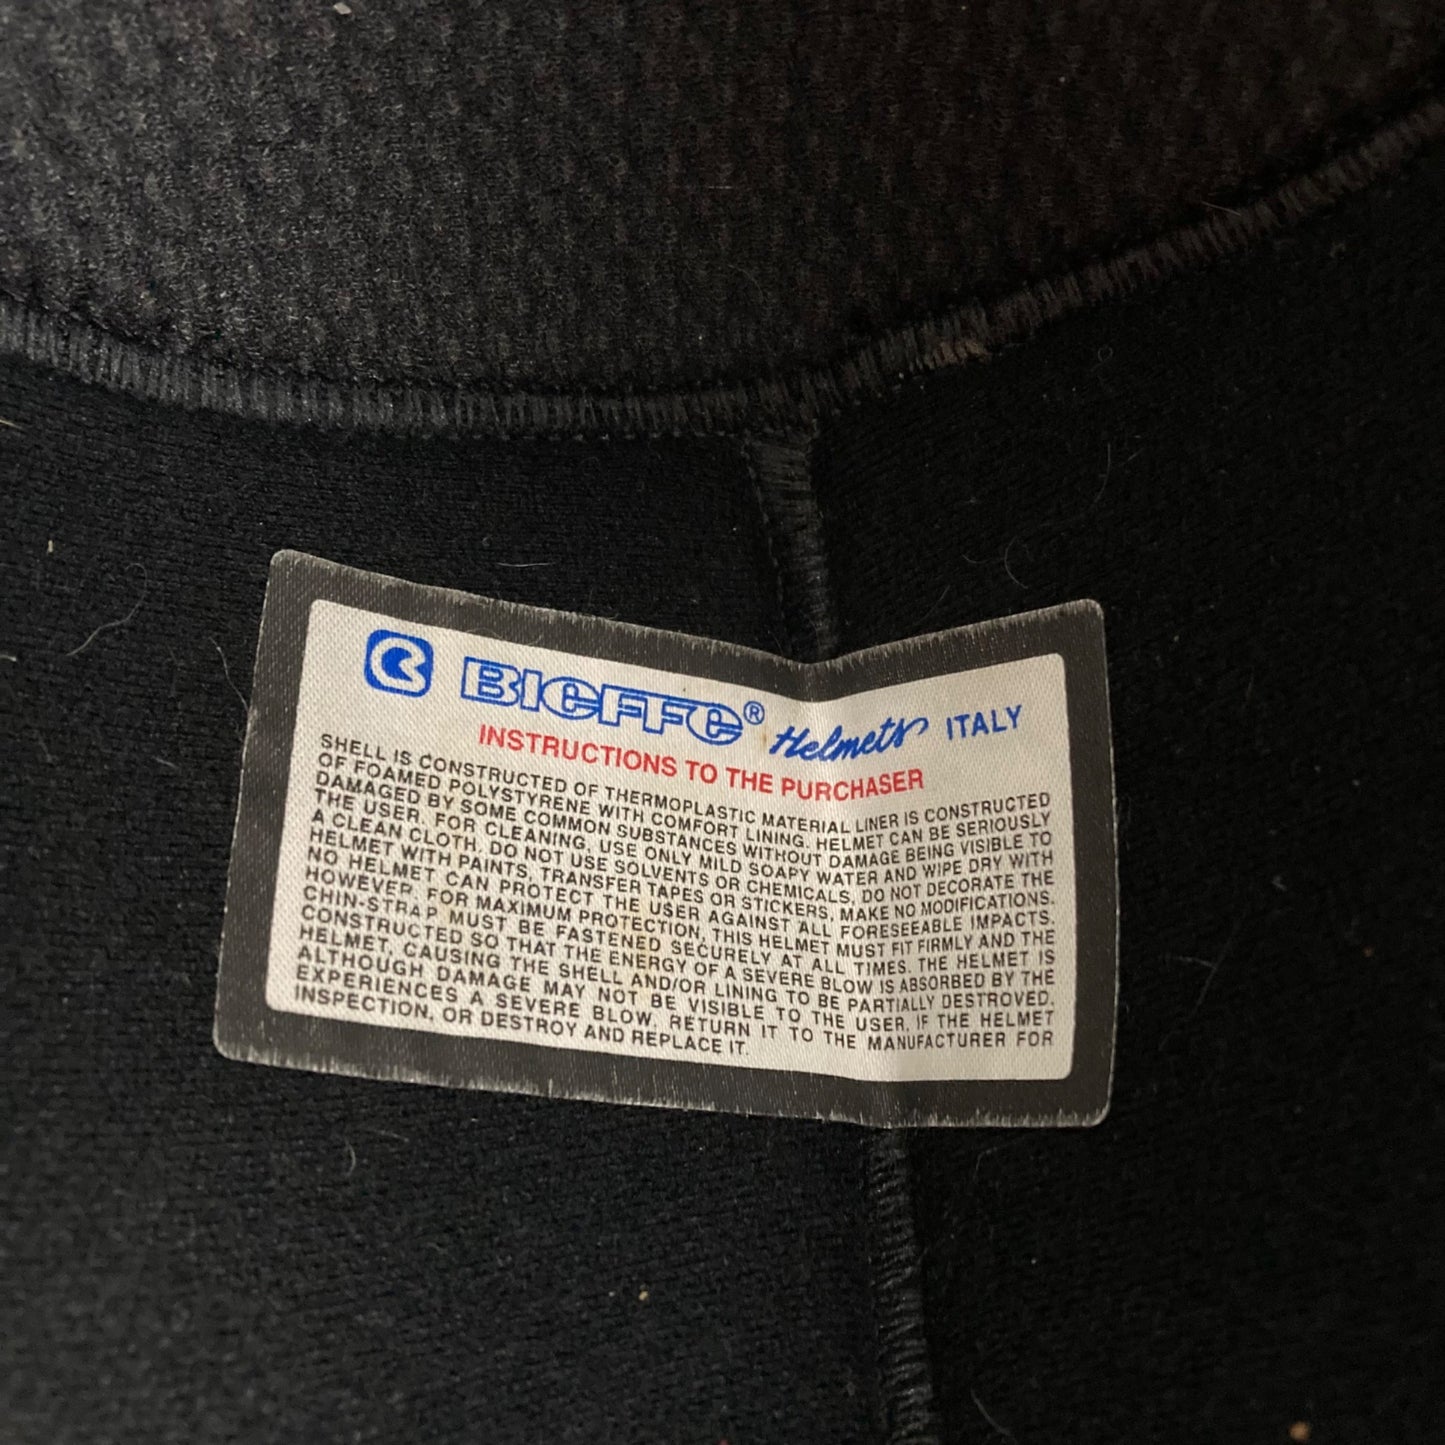 BIEFFE® Helmets ITALY
INSTRUCTIONS TO THE PURCHASER
SHELL IS CONSTRUCTED OF THERMOPLASTIC MATERIAL LINER IS CONSTRUCTED
OF FOAMED POLYSTYRENE WITH COMFORT LINING. HELMET CAN BE SERIOUSLY
DAMAGED BY SOME COMMON SUBSTANCES WITHOUT DAMAGE BEING VISIBLE TO
THE USER. FOR CLEANING, USE ONLY MILD SOAPY WATER AND WIPE DRY WITH
A CLEAN CLOTH. DO NOT USE SOLVENTS OR CHEMICALS, DO NOT DECORATE THE
HELMET WITH PAINTS, TRANSFER TAPES OR STICKERS, MAKE NO MODIFICATIONS.
NO HELMET CAN PROTECT THE USER AGAINST ALL FORESEEABLE IMPACTS.
HOWEVER, FOR MAXIMUM PROTECTION, THIS HELMET MUST FIT FIRMLY AND THE
CHIN-STRAP MUST BE FASTENED SECURELY AT ALL TIMES. THE HELMET IS
CONSTRUCTED SO THAT THE ENERGY OF A SEVERE BLOW IS ABSORBED BY THE
HELMET, CAUSING THE SHELL AND/OR LINING TO BE PARTIALLY DESTROYED.
ALTHOUGH DAMAGE MAY NOT BE VISIBLE TO THE USER, IF THE HELMET
EXPERIENCES A SEVERE BLOW, RETURN IT TO THE MANUFACTURER FOR
INSPECTION, OR DESTROY AND REPLACE IT.